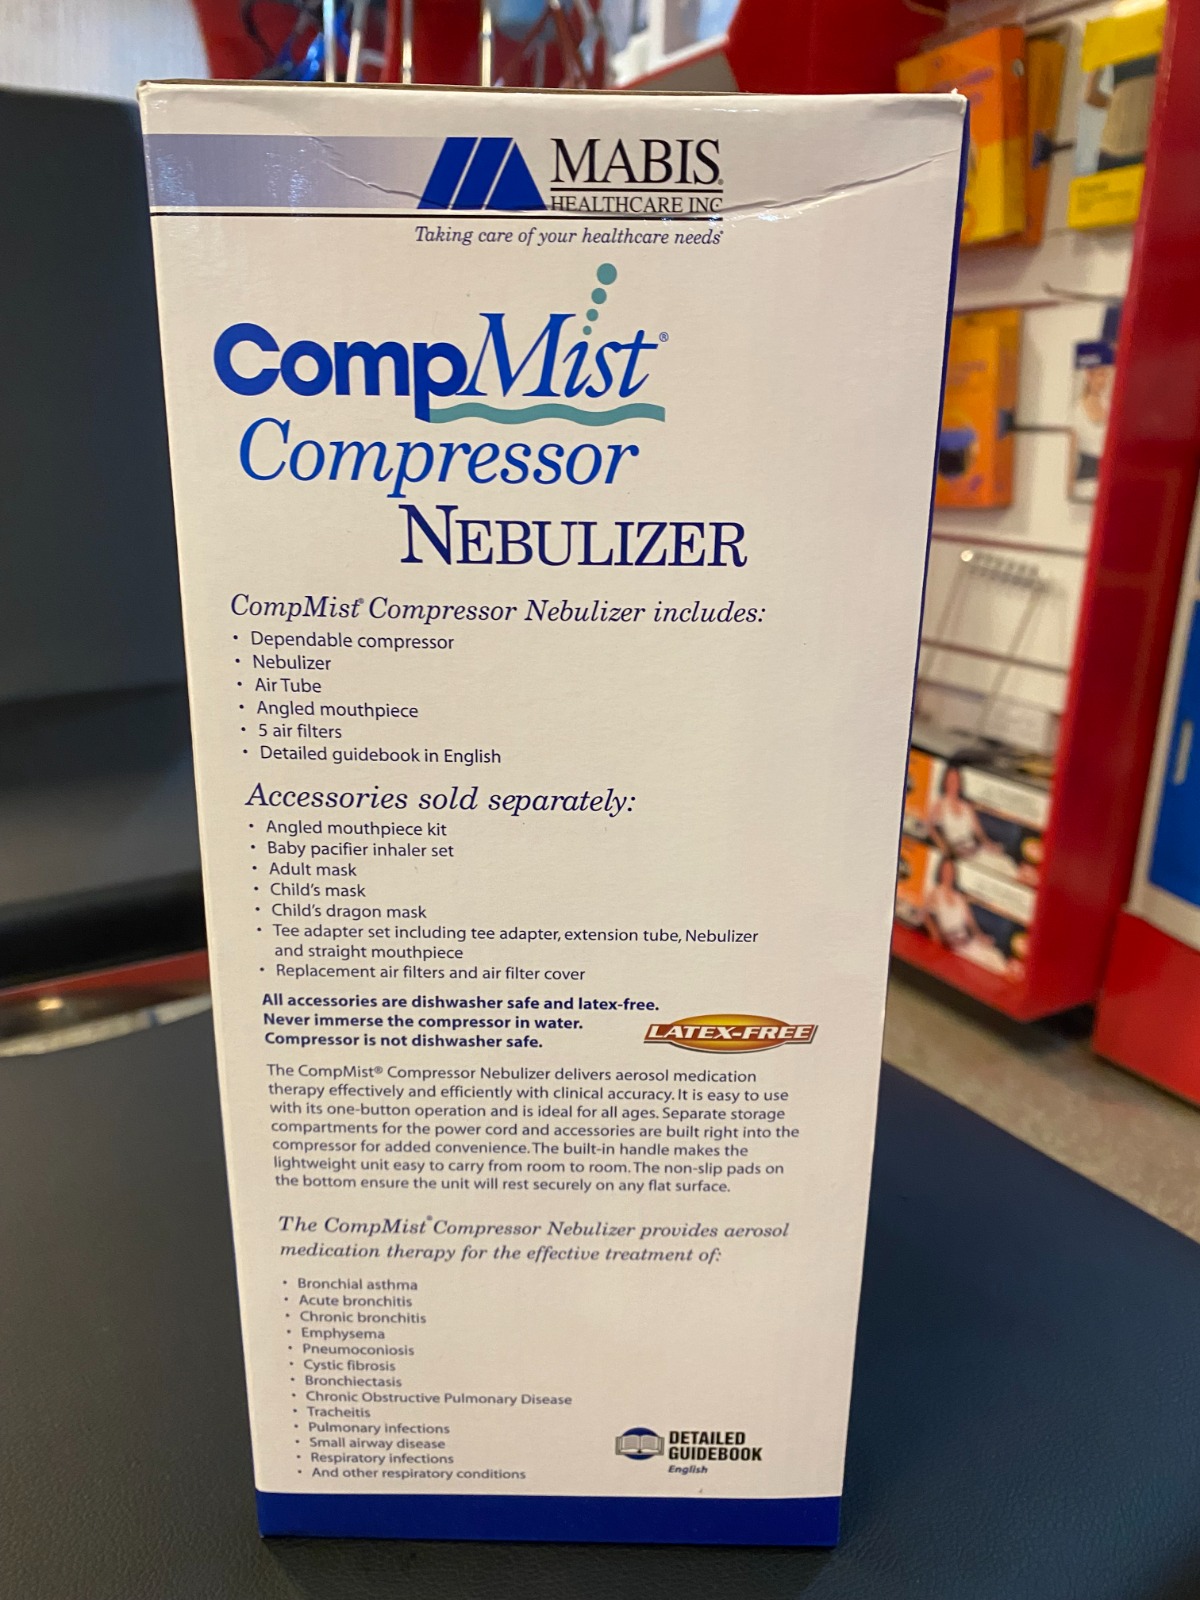 MABIS®
HEALTHCARE INC
Taking care of your healthcare needs®
CompMist®
Compressor
NEBULIZER
CompMist® Compressor Nebulizer includes:
• Dependable compressor
• Nebulizer
• Air Tube
• Angled mouthpiece
• 5 air filters
• Detailed guidebook in English
Accessories sold separately:
• Angled mouthpiece kit
• Baby pacifier inhaler set
• Adult mask
• Child's mask
• Child's dragon mask
• Tee adapter set including tee adapter, extension tube, Nebulizer
and straight mouthpiece
• Replacement air filters and air filter cover
All accessories are dishwasher safe and latex-free.
Never immerse the compressor in water.
Compressor is not dishwasher safe.
LATEX-FREE
The CompMist® Compressor Nebulizer delivers aerosol medication
therapy effectively and efficiently with clinical accuracy. It is easy to use
with its one-button operation and is ideal for all ages. Separate storage
compartments for the power cord and accessories are built right into the
compressor for added convenience. The built-in handle makes the
lightweight unit easy to carry from room to room. The non-slip pads on
the bottom ensure the unit will rest securely on any flat surface.
The CompMist® Compressor Nebulizer provides aerosol
medication therapy for the effective treatment of:
• Bronchial asthma
• Acute bronchitis
• Chronic bronchitis
• Emphysema
• Pneumoconiosis
• Cystic fibrosis
• Bronchiectasis
• Chronic Obstructive Pulmonary Disease
• Tracheitis
• Pulmonary infections
• Small airway disease
• Respiratory infections
• And other respiratory conditions
DETAILED
GUIDEBOOK
English